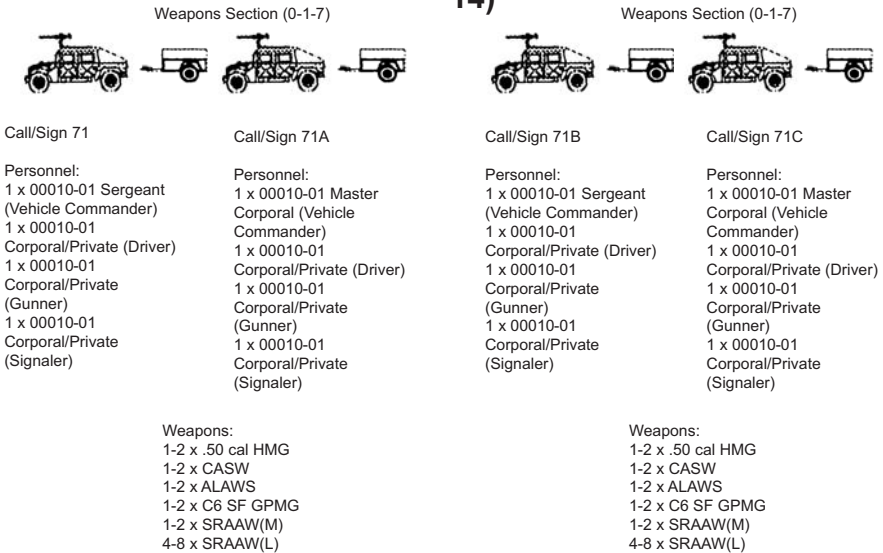 14)
Weapons Section (0-1-7)
Weapons Section (0-1-7)
Call/Sign 71
Personnel:
1 x 00010-01 Sergeant
(Vehicle Commander)
1 x 00010-01
Corporal/Private (Driver)
1 x 00010-01
Corporal/Private
(Gunner)
1 x 00010-01
Corporal/Private
(Signaler)
Call/Sign 71A
Personnel:
1 x 00010-01 Master
Corporal (Vehicle
Commander)
1 x 00010-01
Corporal/Private (Driver)
1 x 00010-01
Corporal/Private
(Gunner)
1 x 00010-01
Corporal/Private
(Signaler)
Weapons:
1-2 x .50 cal HMG
1-2 x CASW
1-2 x ALAWS
1-2 x C6 SF GPMG
1-2 x SRAAW(M)
4-8 x SRAAW(L)
Call/Sign 71B
Personnel:
1 x 00010-01 Sergeant
(Vehicle Commander)
1 x 00010-01
Corporal/Private (Driver)
1 x 00010-01
Corporal/Private
(Gunner)
1 x 00010-01
Corporal/Private
(Signaler)
Call/Sign 71C
Personnel:
1 x 00010-01 Master
Corporal (Vehicle
Commander)
1 x 00010-01
Corporal/Private (Driver)
1 x 00010-01
Corporal/Private
(Gunner)
1 x 00010-01
Corporal/Private
(Signaler)
Weapons:
1-2 x .50 cal HMG
1-2 x CASW
1-2 x ALAWS
1-2 x C6 SF GPMG
1-2 x SRAAW(M)
4-8 x SRAAW(L)